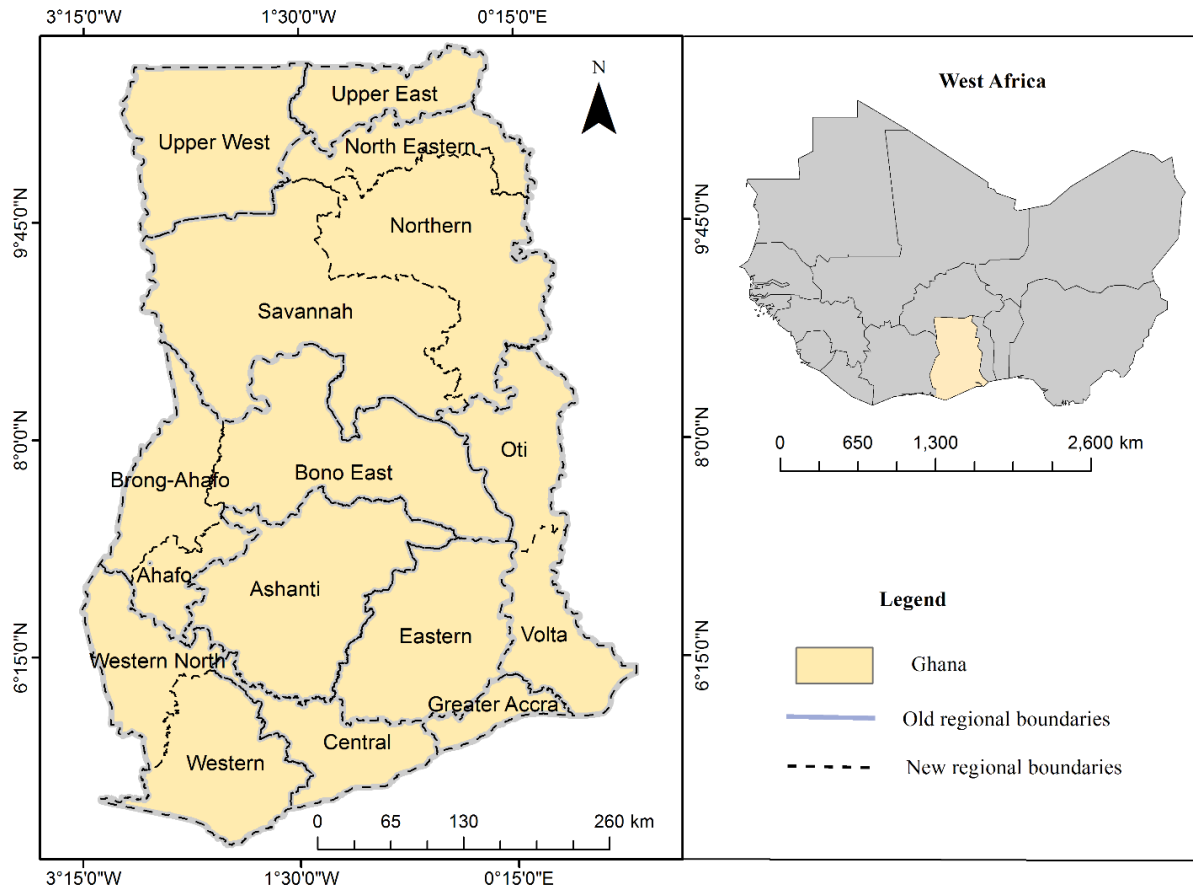 3°15'0"W 1°30'0"W 0°15'0"E
9°45'0"N
8°0'0"N
6°15'0"N
Upper East
Upper West
North Eastern
Northern
Savannah
Oti
Bono East
Brong-Ahafo
Ahafo
Ashanti
Eastern
Volta
Western North
Greater Accra
Central
Western
N
0 65 130 260 km
3°15'0"W 1°30'0"W 0°15'0"E
9°45'0"N
8°0'0"N
6°15'0"N
West Africa
0 650 1,300 2,600 km
Legend
Ghana
Old regional boundaries
New regional boundaries